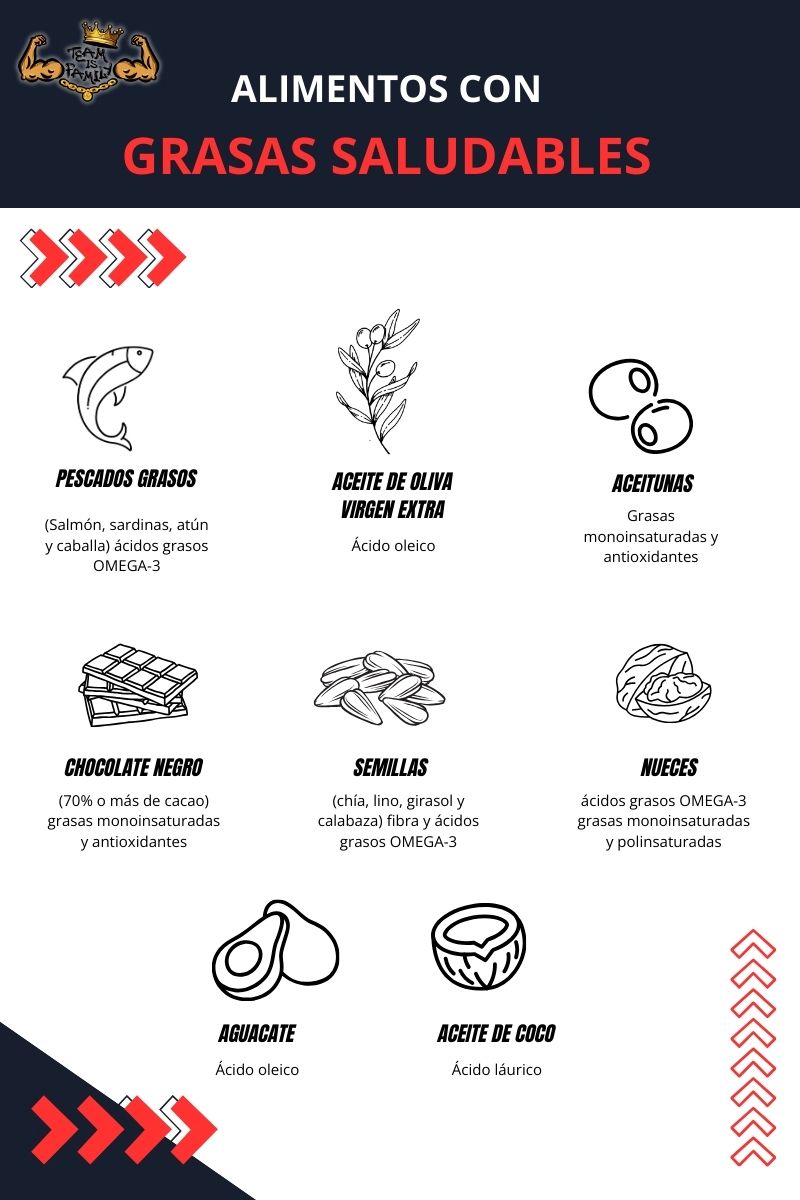 TEAM
IS
FAMILY
ALIMENTOS CON
GRASAS SALUDABLES
PESCADOS GRASOS
(Salmón, sardinas, atún
y caballa) ácidos grasos
OMEGA-3
ACEITE DE OLIVA
VIRGEN EXTRA
Ácido oleico
ACEITUNAS
Grasas
monoinsaturadas y
antioxidantes
CHOCOLATE NEGRO
(70% o más de cacao)
grasas monoinsaturadas
y antioxidantes
SEMILLAS
(chía, lino, girasol y
calabaza) fibra y ácidos
grasos OMEGA-3
NUECES
ácidos grasos OMEGA-3
grasas monoinsaturadas
y polinsaturadas
AGUACATE
Ácido oleico
ACEITE DE COCO
Ácido láurico